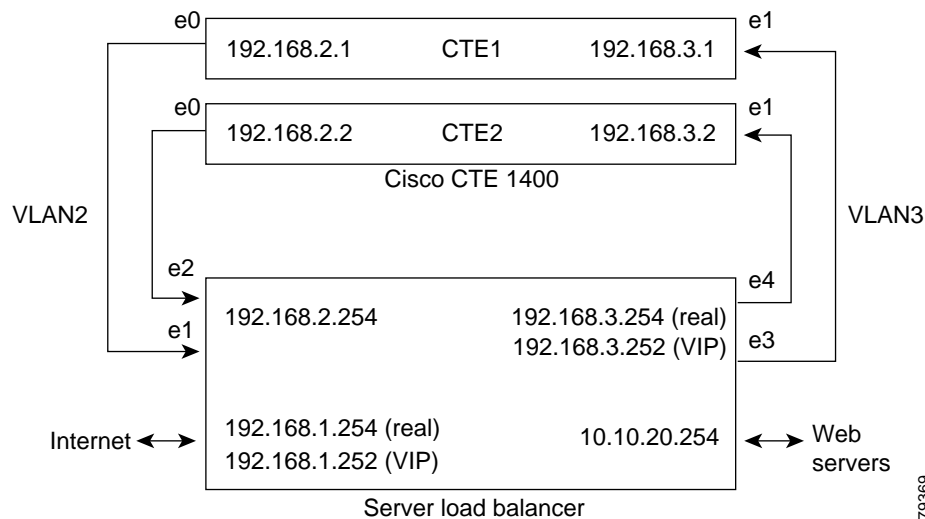 e0
e1
192.168.2.1 CTE1 192.168.3.1
e0
e1
192.168.2.2 CTE2 192.168.3.2
Cisco CTE 1400
VLAN2
VLAN3
e2
e4
192.168.2.254
192.168.3.254 (real)
e1
192.168.3.252 (VIP)
e3
Internet
192.168.1.254 (real)
192.168.1.252 (VIP)
10.10.20.254
Web
servers
Server load balancer
79369